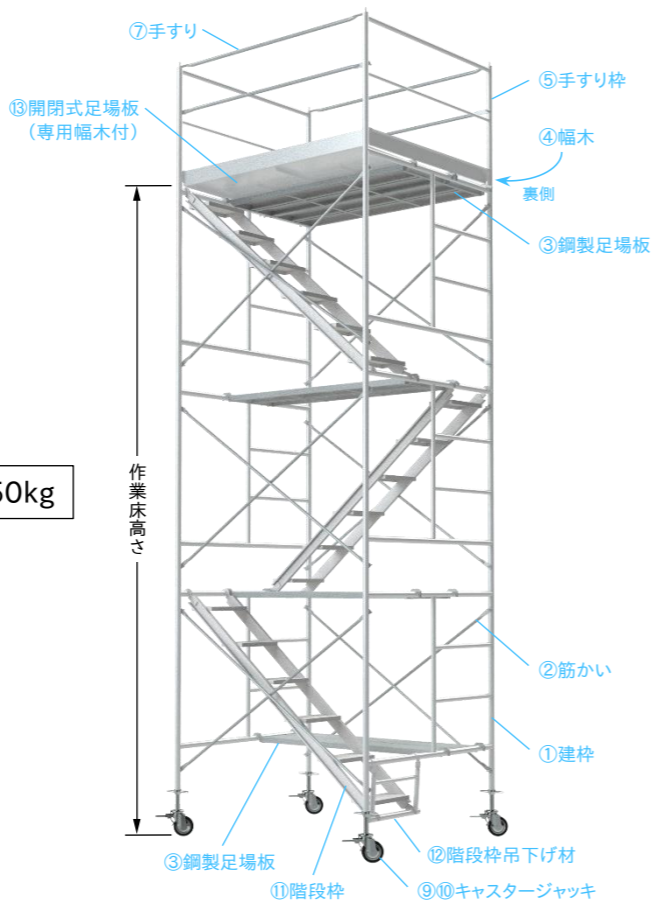 ⑦手すり
⑤手すり枠
⑬開閉式足場板
(専用幅木付)
④幅木
裏側
③鋼製足場板
作業床高さ
50kg
②筋かい
①建枠
③鋼製足場板
⑫階段枠吊下げ材
⑪階段枠
⑨⑩キャスタージャッキ